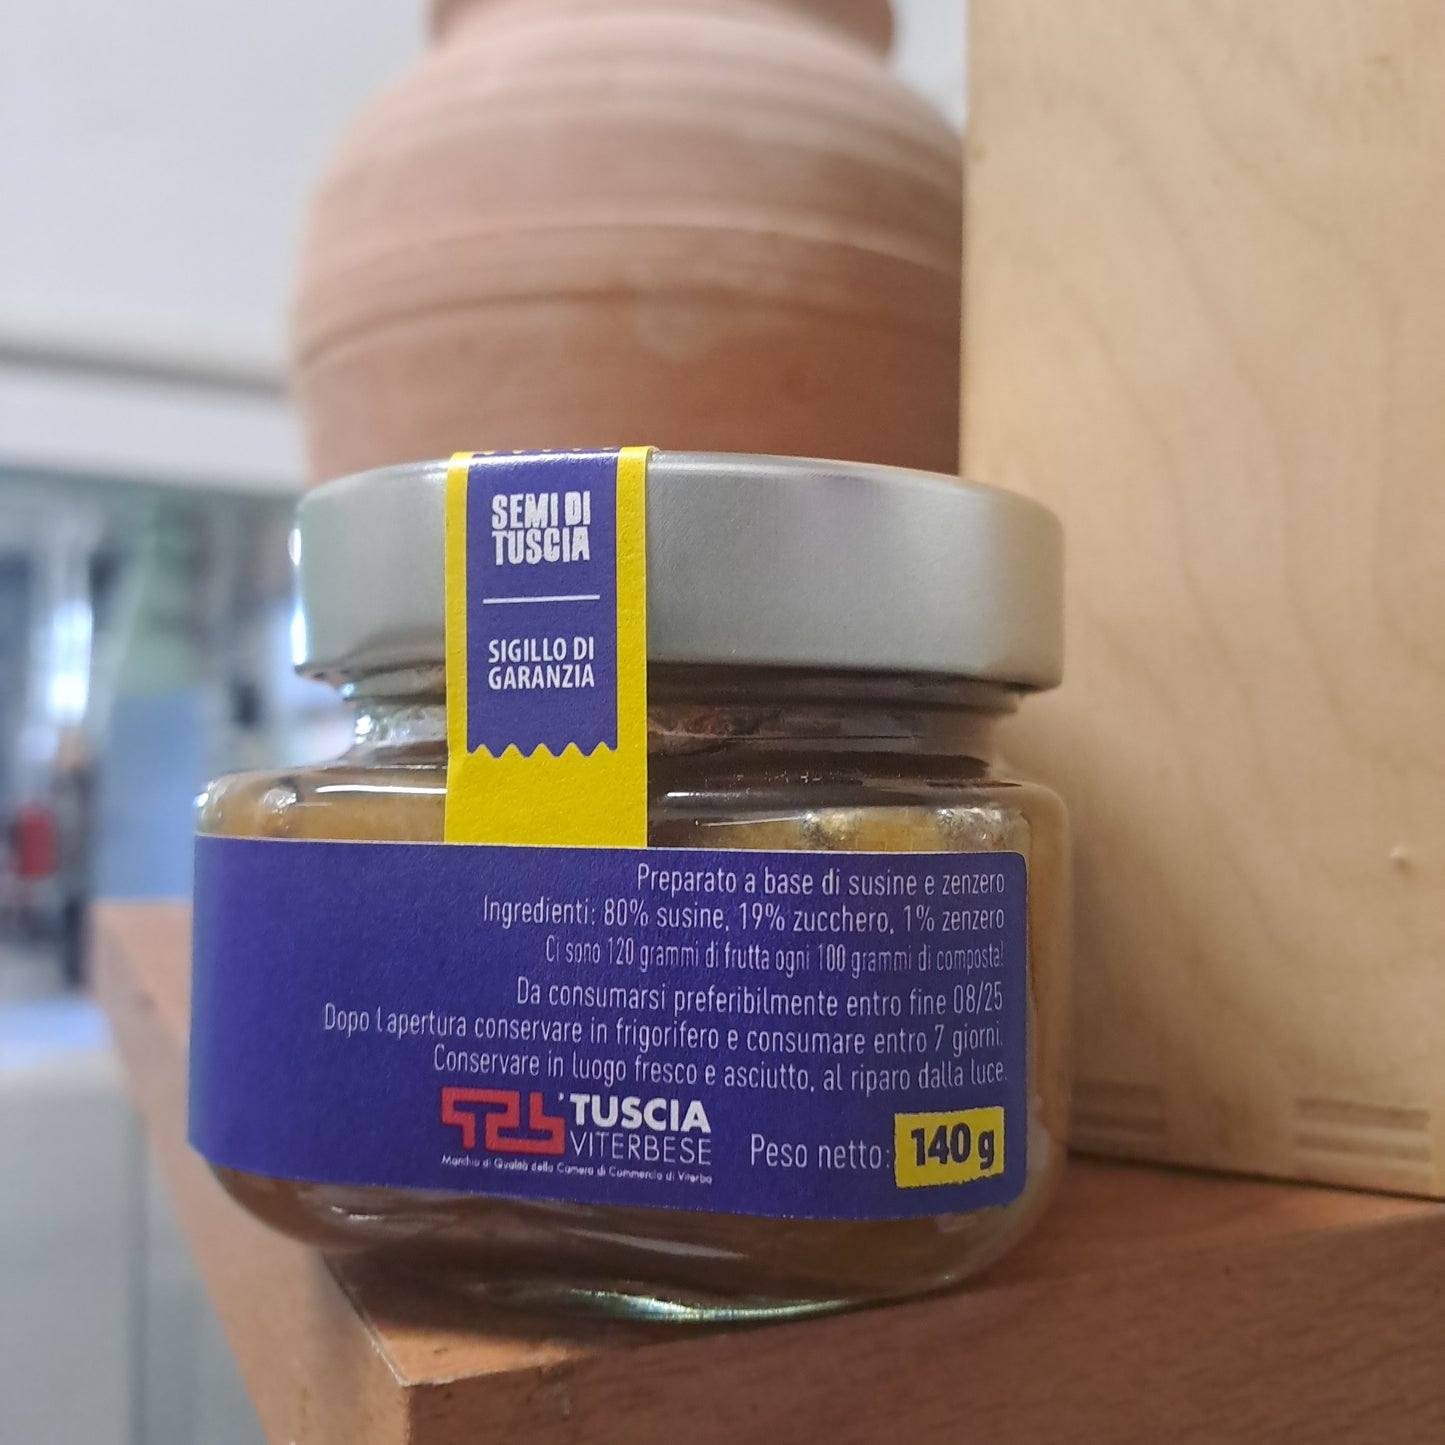 SEMI DI
TUSCIA
SIGILLO DI
GARANZIA
Preparato a base di susine e zenzero
Ingredienti: 80% susine, 19% zucchero, 1% zenzero
Ci sono 120 grammi di frutta ogni 100 grammi di composta!
Da consumarsi preferibilmente entro fine 08/25
Dopo l apertura conservare in frigorifero e consumare entro 7 giorni.
Conservare in luogo fresco e asciutto, al riparo dalla luce.
TUSCIA
VITERBESE
Marchio di Qualità della Camera di Commercio di Viterbo
Peso netto: 140 g